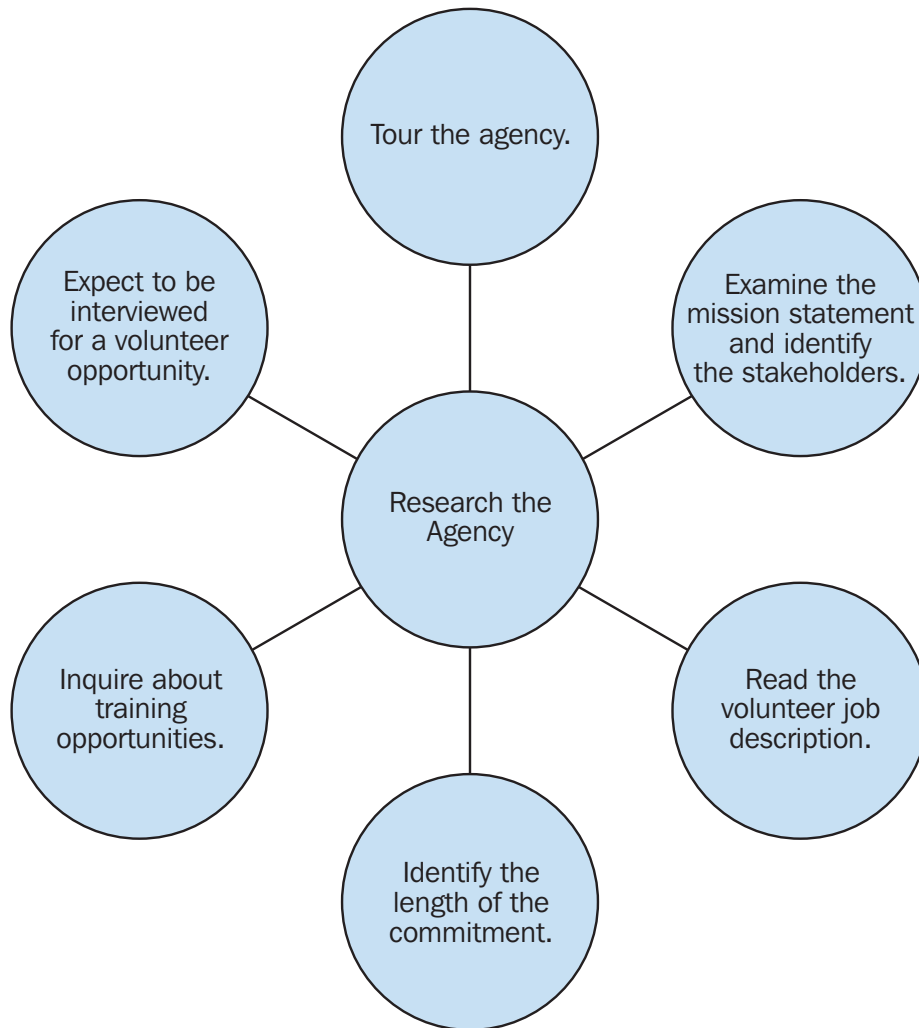 Tour the agency.
Expect to be
interviewed
for a volunteer
opportunity.
Examine the
mission statement
and identify
the stakeholders.
Research the
Agency
Inquire about
training
opportunities.
Read the
volunteer job
description.
Identify the
length of the
commitment.